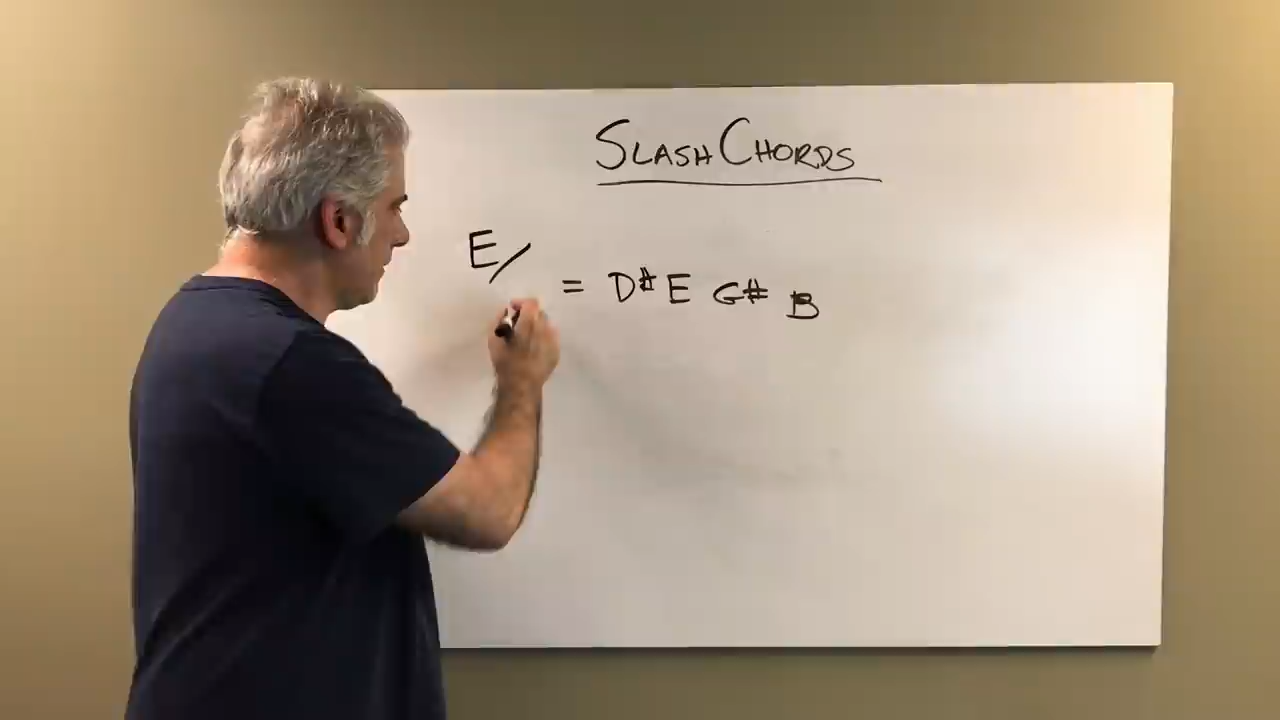 SLASH CHORDS
E/ = D# E G# B